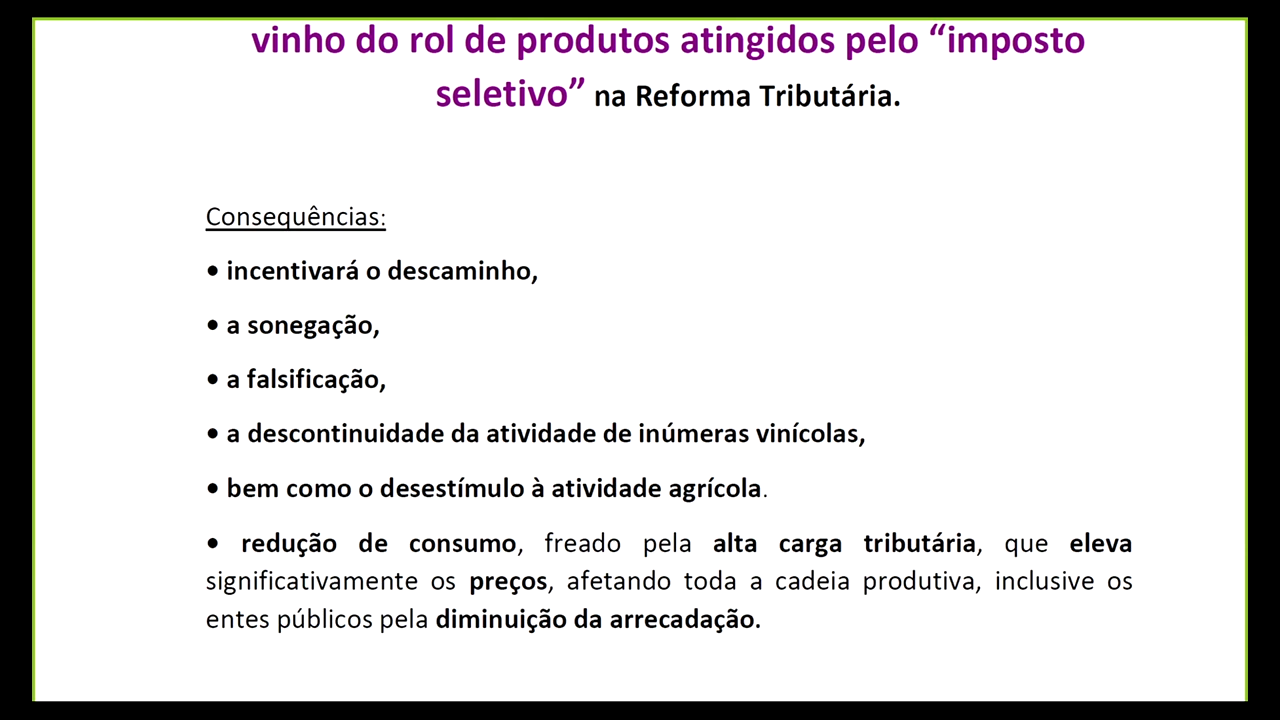 vinho do rol de produtos atingidos pelo “imposto
seletivo” na Reforma Tributária.
Consequências:
• incentivará o descaminho,
• a sonegação,
• a falsificação,
• a descontinuidade da atividade de inúmeras vinícolas,
• bem como o desestímulo à atividade agrícola.
• redução de consumo, freado pela alta carga tributária, que eleva
significativamente os preços, afetando toda a cadeia produtiva, inclusive os
entes públicos pela diminuição da arrecadação.